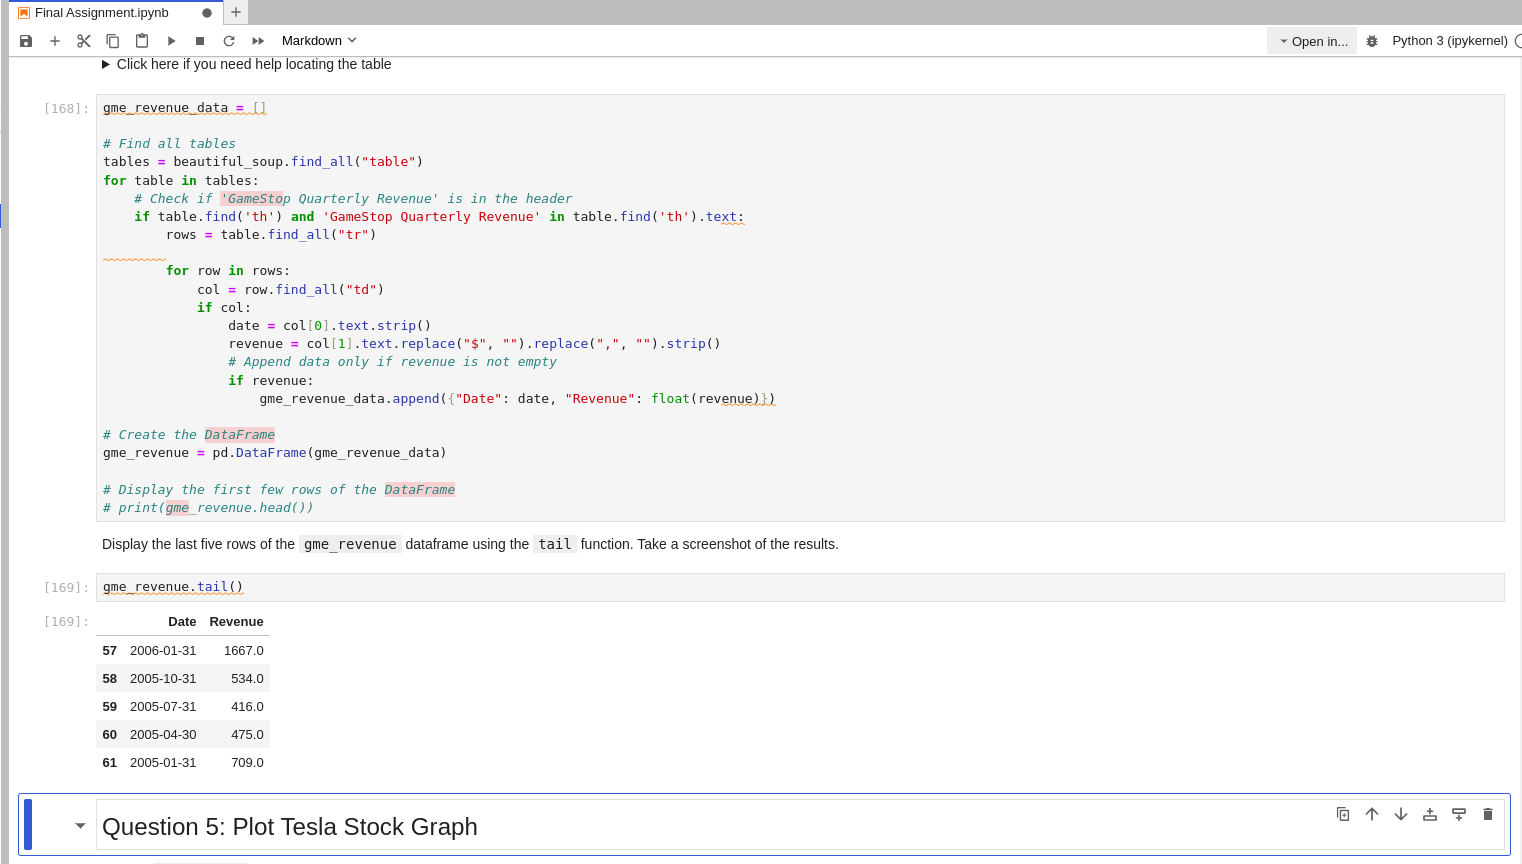 Final Assignment.ipynb
Markdown
Open in...
Python 3 (ipykernel)
Click here if you need help locating the table
[168]:
gme_revenue_data = []
# Find all tables
tables = beautiful_soup.find_all("table")
for table in tables:
    # Check if 'GameStop Quarterly Revenue' is in the header
    if table.find('th') and 'GameStop Quarterly Revenue' in table.find('th').text:
        rows = table.find_all("tr")
        for row in rows:
            col = row.find_all("td")
            if col:
                date = col[0].text.strip()
                revenue = col[1].text.replace("$", "").replace(",", "").strip()
                # Append data only if revenue is not empty
                if revenue:
                    gme_revenue_data.append({"Date": date, "Revenue": float(revenue)})
# Create the DataFrame
gme_revenue = pd.DataFrame(gme_revenue_data)
# Display the first few rows of the DataFrame
# print(gme_revenue.head())
Display the last five rows of the gme_revenue dataframe using the tail function. Take a screenshot of the results.
[169]:
gme_revenue.tail()
[169]:
Date Revenue
57 2006-01-31 1667.0
58 2005-10-31 534.0
59 2005-07-31 416.0
60 2005-04-30 475.0
61 2005-01-31 709.0
Question 5: Plot Tesla Stock Graph